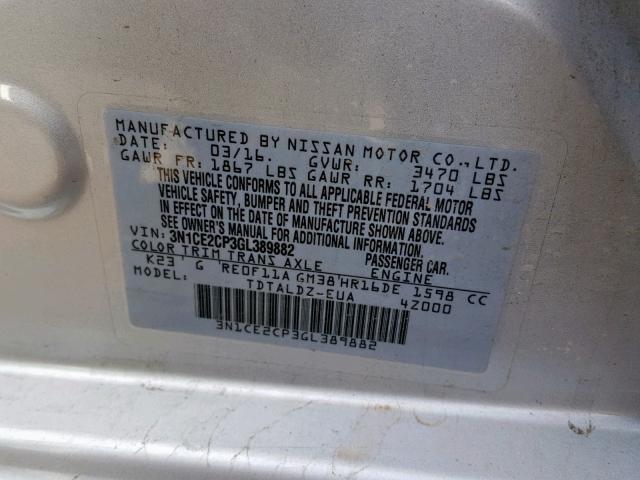 MANUFACTURED BY NISSAN MOTOR CO.,LTD.
DATE: 03/16. GVWR: 3470 LBS
GAWR FR: 1867 LBS GAWR RR: 1704 LBS
THIS VEHICLE CONFORMS TO ALL APPLICABLE FEDERAL MOTOR
VEHICLE SAFETY, BUMPER AND THEFT PREVENTION STANDARDS
IN EFFECT ON THE DATE OF MANUFACTURE SHOWN ABOVE.
SEE OWNER'S MANUAL FOR ADDITIONAL INFORMATION.
VIN: 3N1CE2CP3GL389882 PASSENGER CAR.
COLOR TRIM TRANS AXLE ENGINE
K23' G RE0F11A GM38'HR16DE 1598 CC
MODEL: TDTALDZ-EUA 4Z000
3N1CE2CP3GL389882